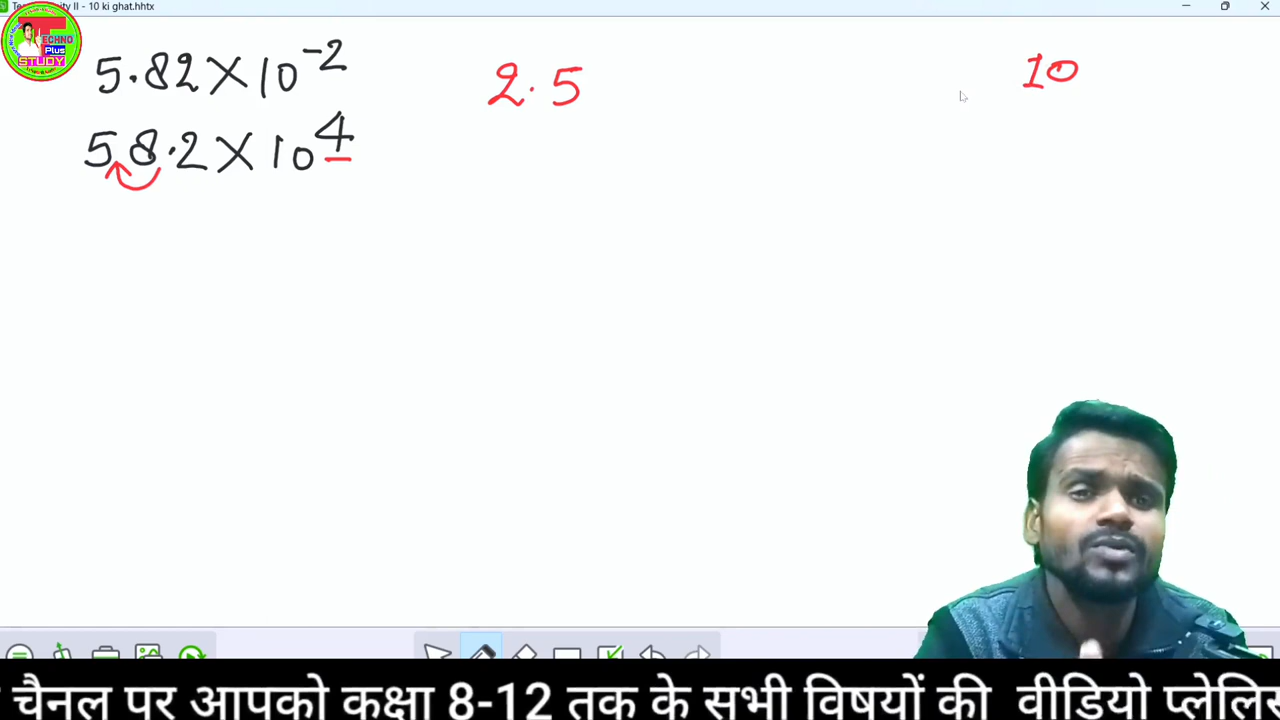 II - 10 ki ghat.hhtx
TECHNO
Plus
STUDY
5.82 X 10^-2
2.5
10
58.2 X 10^4
चैनल पर आपको कक्षा 8-12 तक के सभी विषयों की वीडियो